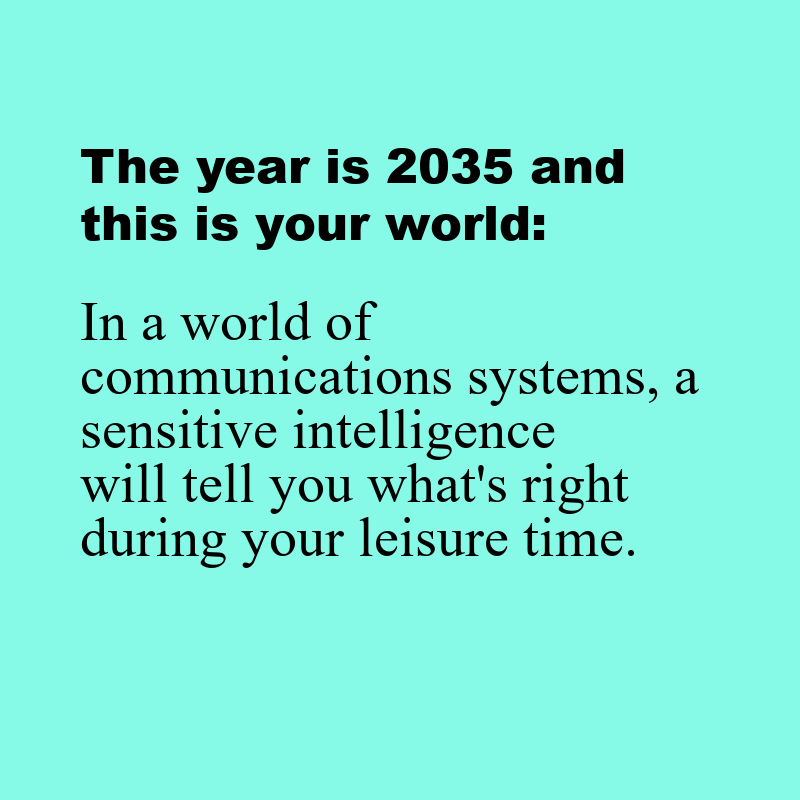 The year is 2035 and
this is your world:
In a world of
communications systems, a
sensitive intelligence
will tell you what's right
during your leisure time.